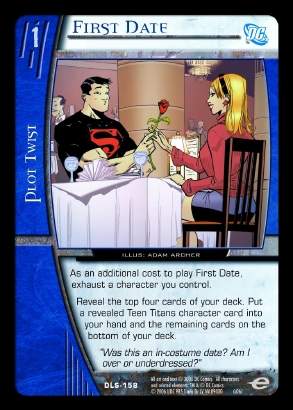 1
FIRST DATE
DC
PLOT TWIST
ILLUS: ADAM ARCHER
As an additional cost to play First Date,
exhaust a character you control.
Reveal the top four cards of your deck. Put
a revealed Teen Titans character card into
your hand and the remaining cards on the
bottom of your deck.
"Was this an in-costume date? Am I
over or underdressed?"
DLS-158